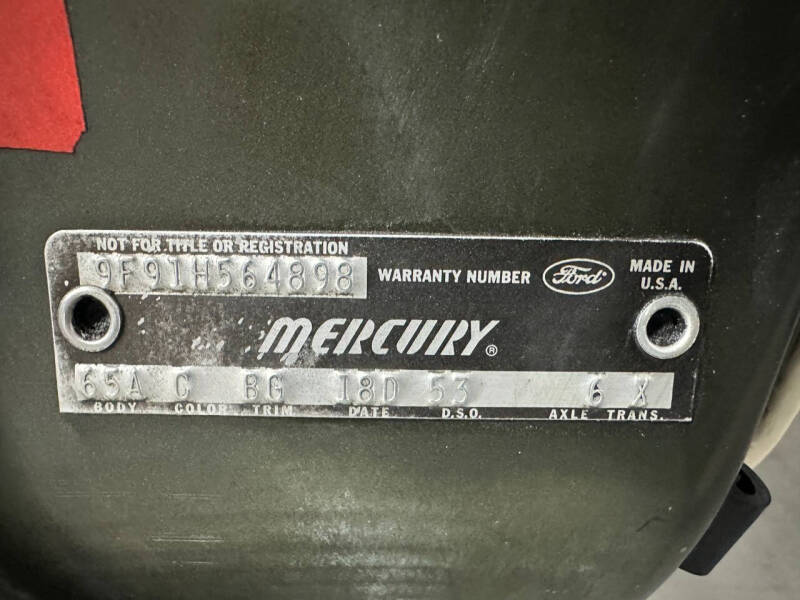 NOT FOR TITLE OR REGISTRATION
9F91H564898 WARRANTY NUMBER Ford MADE IN U.S.A.
MERCURY®
65A C BG 18D 53 6 X
BODY COLOR TRIM DATE D.S.O. AXLE TRANS.